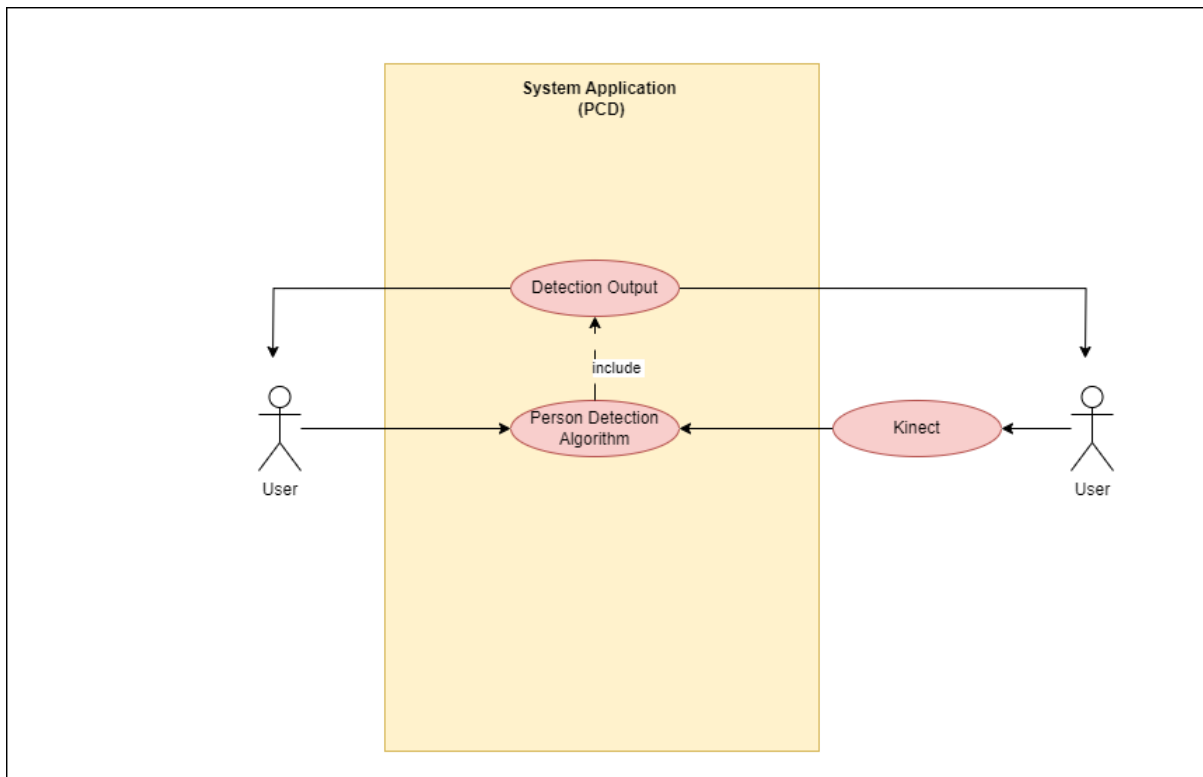 System Application
(PCD)
Detection Output
include
Person Detection
Algorithm
Kinect
User
User